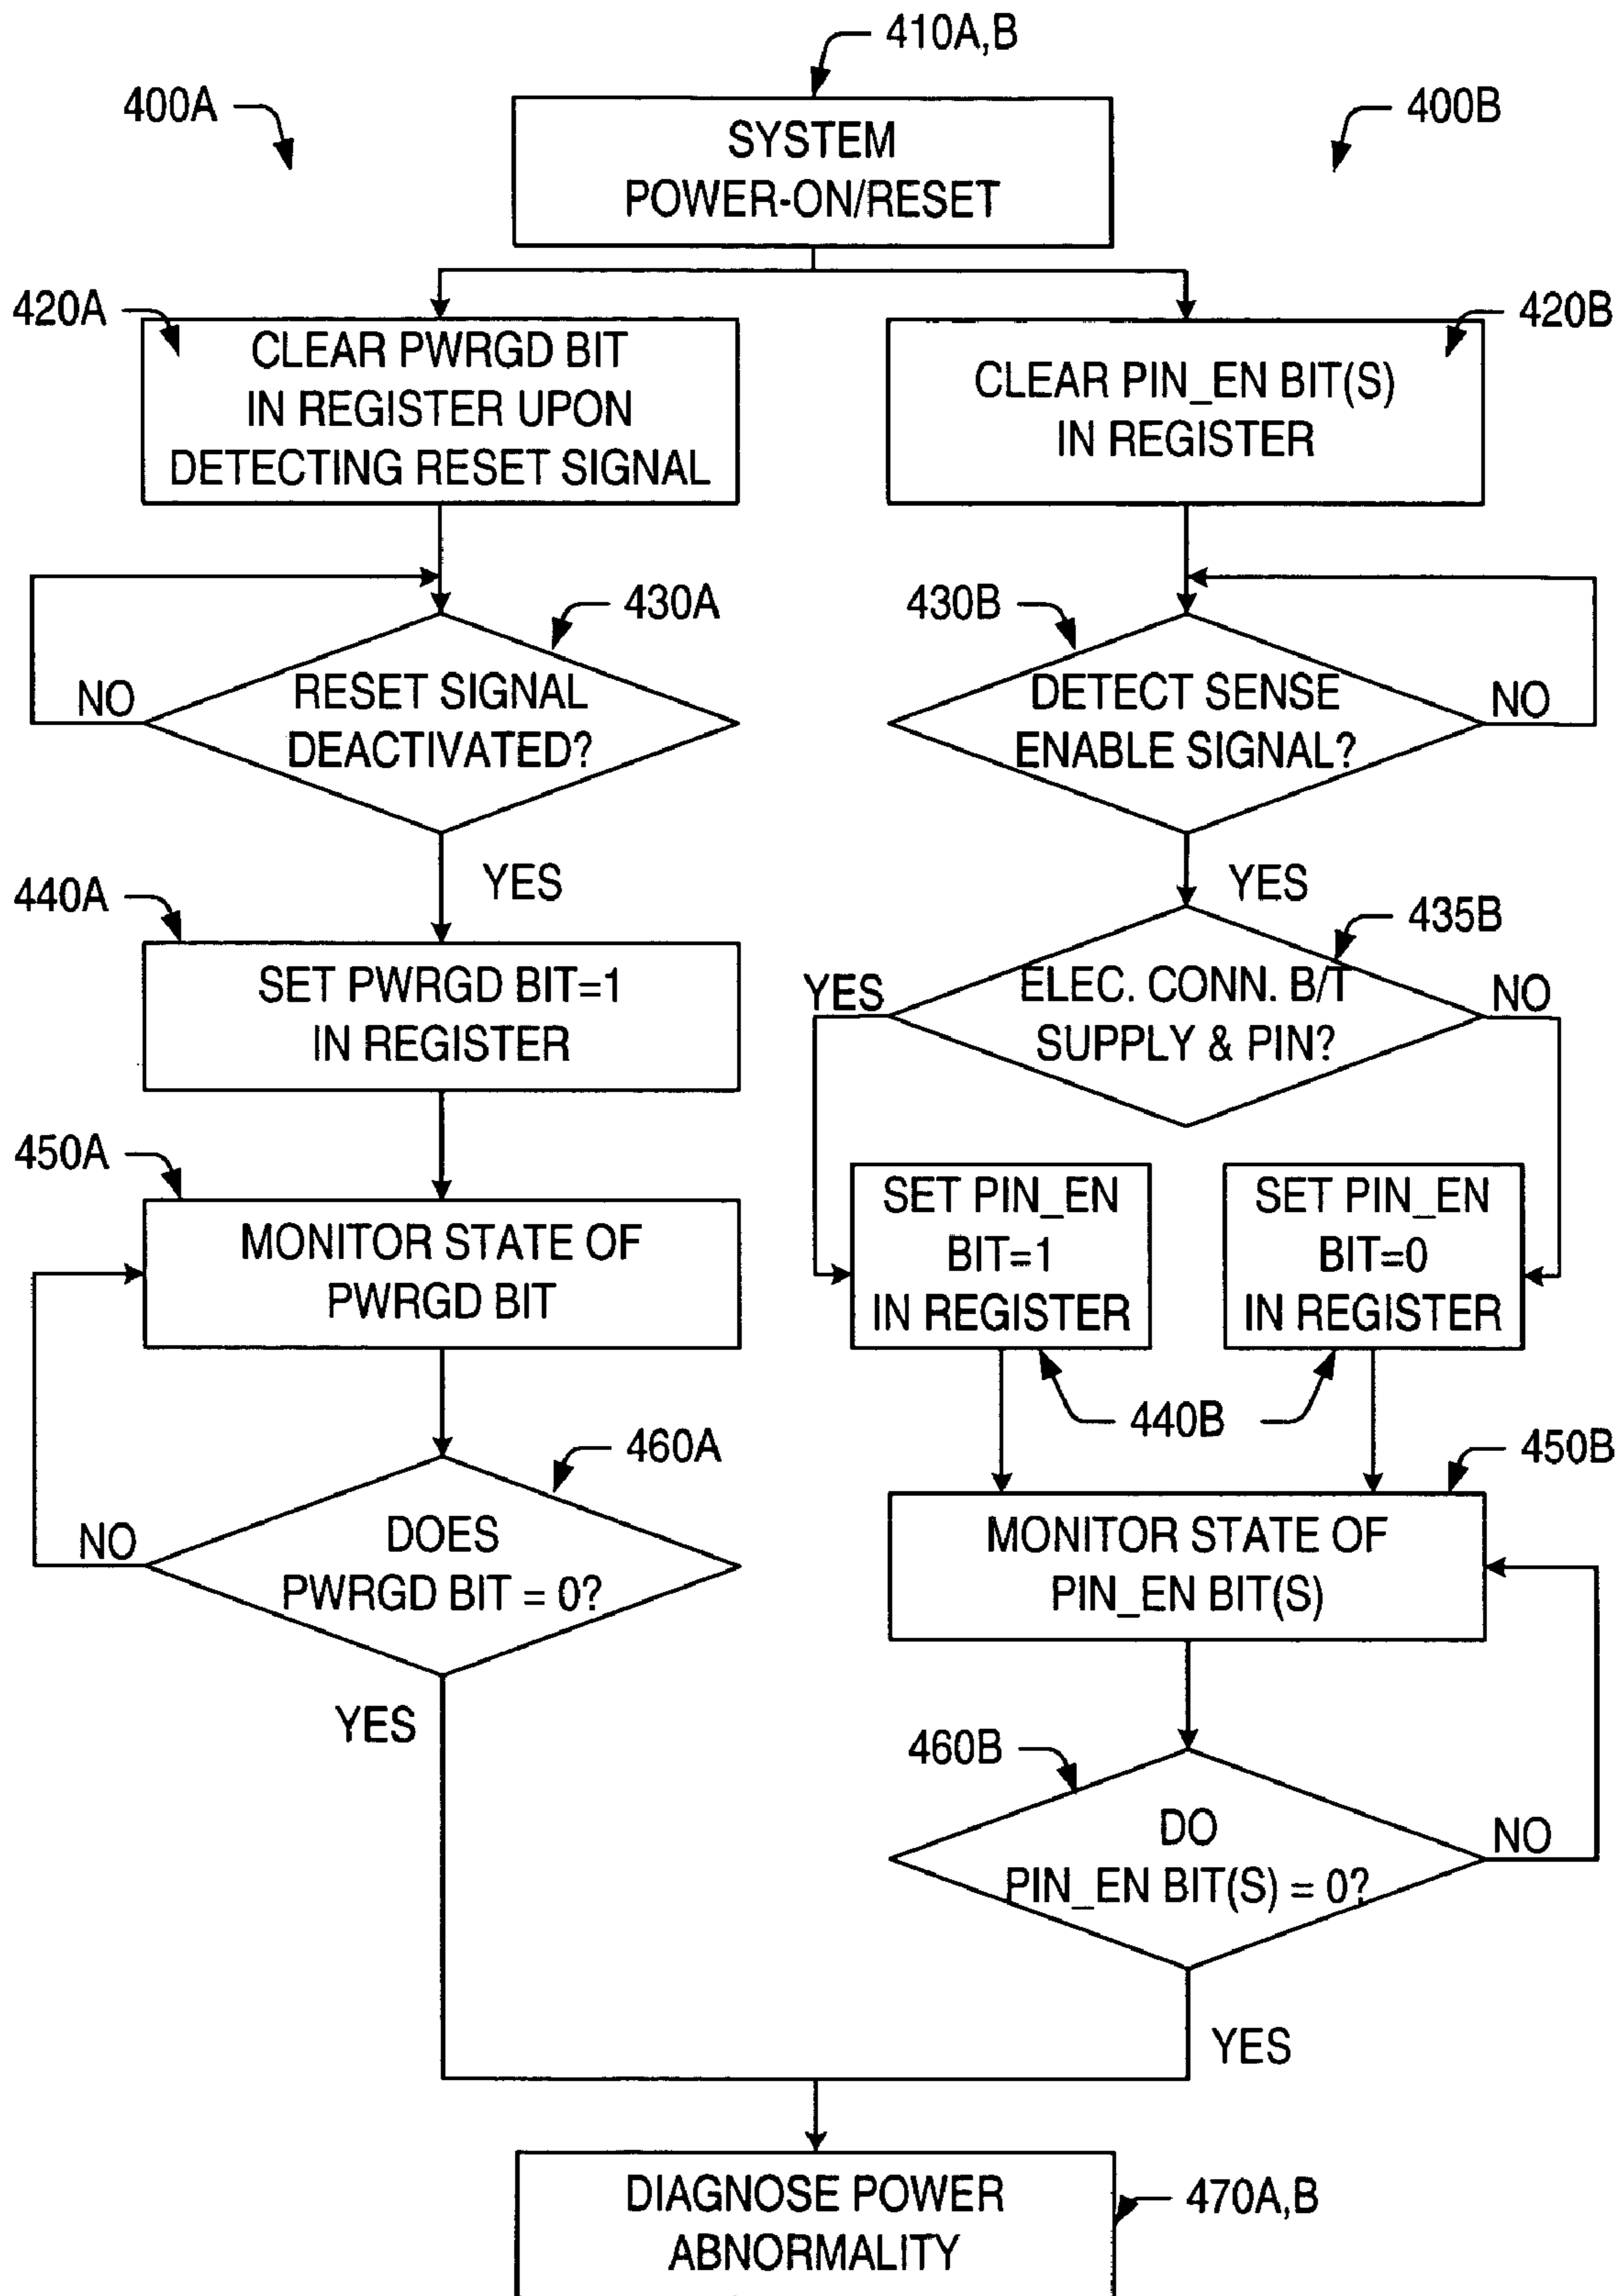 410A,B
400A
400B
SYSTEM
POWER-ON/RESET
420A
CLEAR PWRGD BIT
IN REGISTER UPON
DETECTING RESET SIGNAL
420B
CLEAR PIN_EN BIT(S)
IN REGISTER
430A
NO
RESET SIGNAL
DEACTIVATED?
YES
430B
DETECT SENSE
ENABLE SIGNAL?
NO
YES
440A
SET PWRGD BIT=1
IN REGISTER
435B
YES
ELEC. CONN. B/T
SUPPLY & PIN?
NO
450A
MONITOR STATE OF
PWRGD BIT
SET PIN_EN
BIT=1
IN REGISTER
SET PIN_EN
BIT=0
IN REGISTER
440B
460A
NO
DOES
PWRGD BIT = 0?
YES
450B
MONITOR STATE OF
PIN_EN BIT(S)
460B
DO
PIN_EN BIT(S) = 0?
NO
YES
DIAGNOSE POWER
ABNORMALITY
470A,B